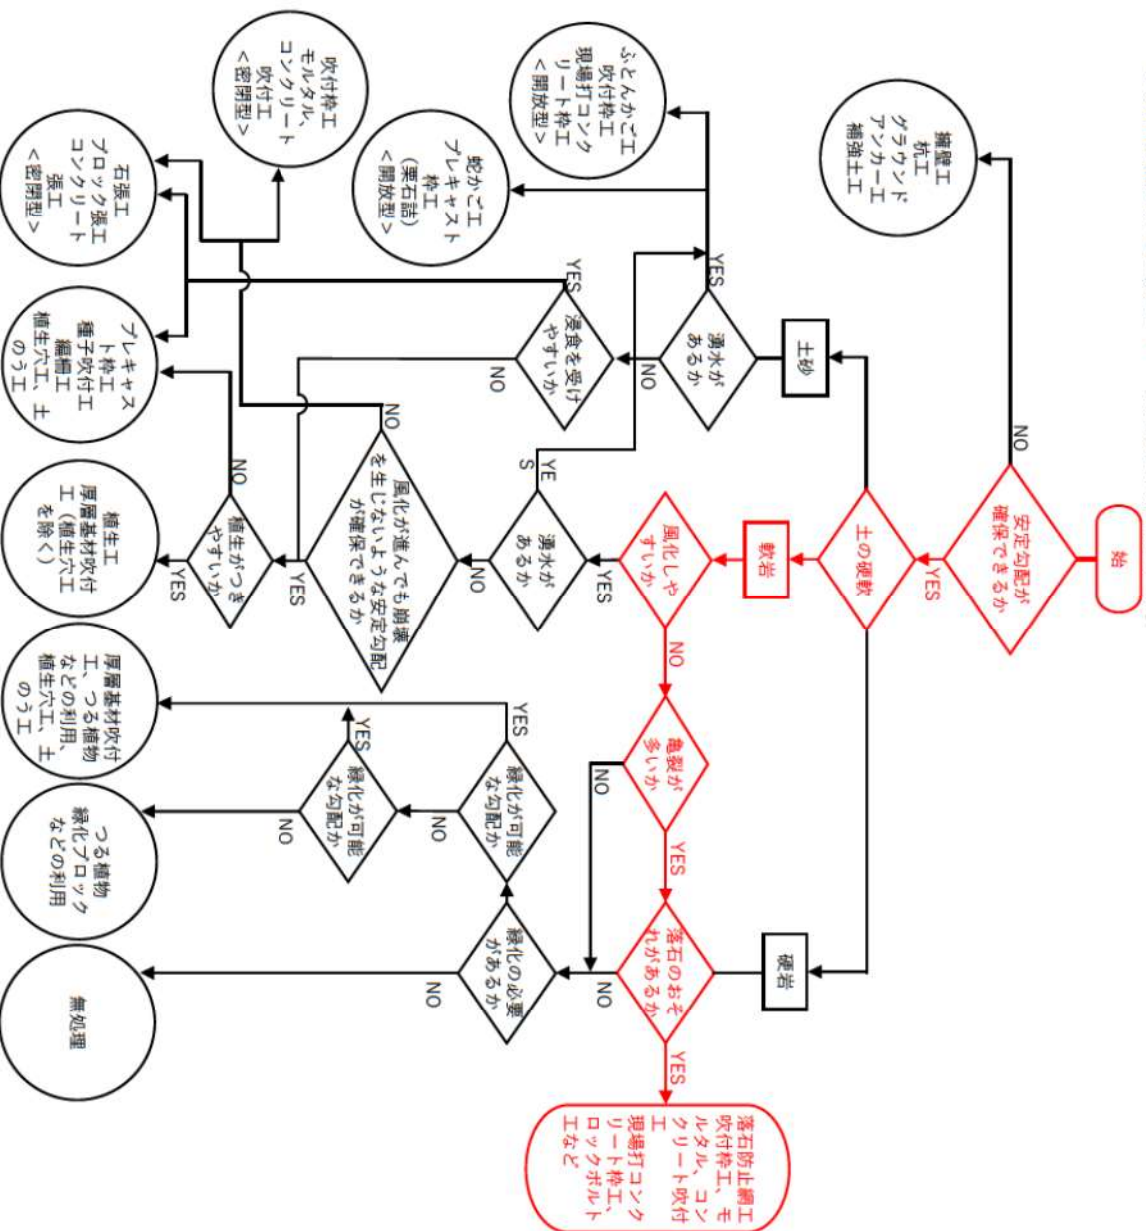 始
安定勾配が
確保できるか
NO
YES
擁壁工
杭工
グラウンド
アンカー工
補強土工
土の硬軟
土砂
軟岩
硬岩
湧水が
あるか
YES
NO
風化しや
すいか
NO
YES
亀裂が
多いか
YES
NO
落石のおそ
れがあるか
YES
NO
落石防止網工
吹付枠工、モ
ルタル、コン
クリート吹付
工
現場打コンク
リート枠工、
ロックボルト
工など
ふとんかご工
吹付枠工
現場打コンク
リート枠工
<開放型>
浸食を受け
やすいか
YES
NO
湧水が
あるか
YE
S
NO
緑化の必要
があるか
NO
緑化が可能
な勾配か
YES
NO
蛇かご工
プレキャスト
枠工
(栗石詰)
<開放型>
風化が進んでも崩壊
を生じないような安定勾配
が確保できるか
NO
YES
緑化が可能
な勾配か
YES
NO
吹付枠工
モルタル、
コンクリート
吹付工
<密閉型>
植生がつき
やすいか
NO
YES
石張工
ブロック張工
コンクリート
張工
<密閉型>
プレキャス
ト枠工
種子吹付工
編柵工
植生穴工、土
のう工
植生工
厚層基材吹付
工(植生穴工
を除く)
厚層基材吹付
工、つる植物
などの利用、
植生穴工、土
のう工
つる植物
緑化ブロック
などの利用
無処理